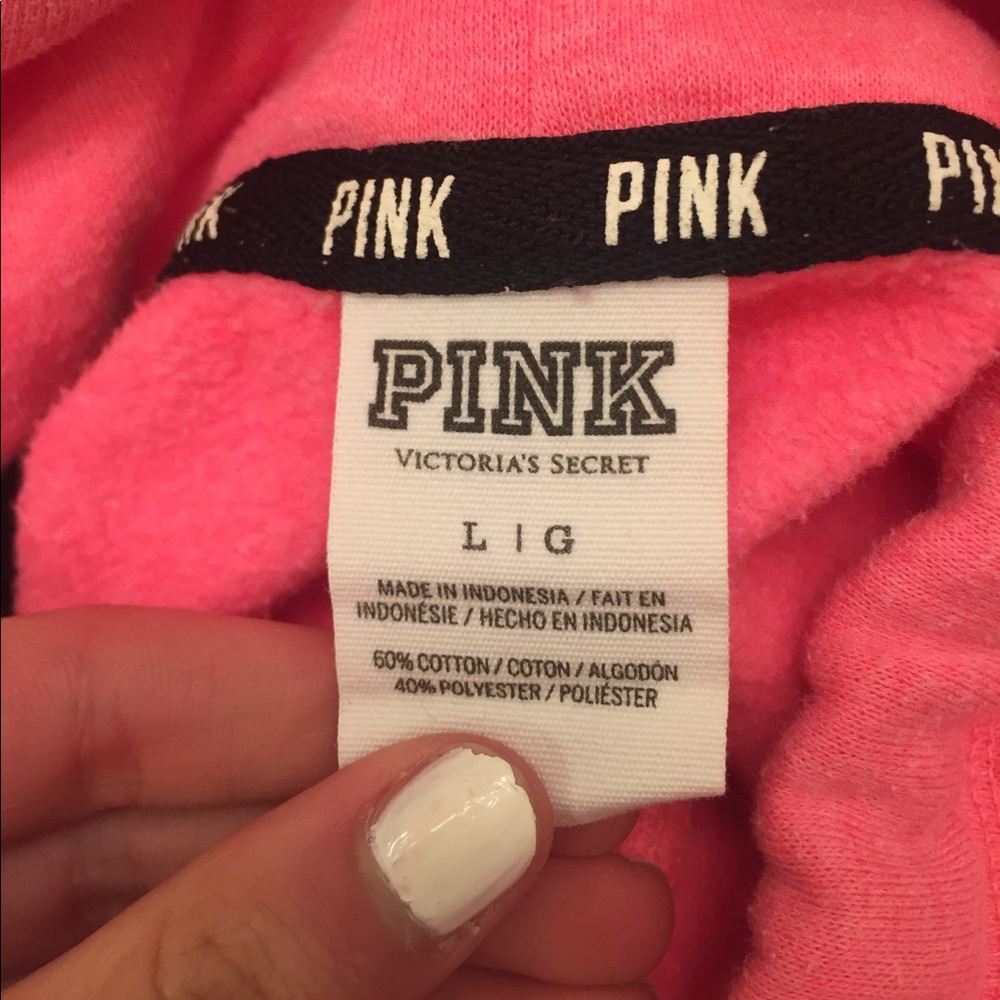 PINK PINK
PINK
VICTORIA'S SECRET
L | G
MADE IN INDONESIA / FAIT EN
INDONÉSIE / HECHO EN INDONESIA
60% COTTON / COTON / ALGODÓN
40% POLYESTER / POLIÉSTER